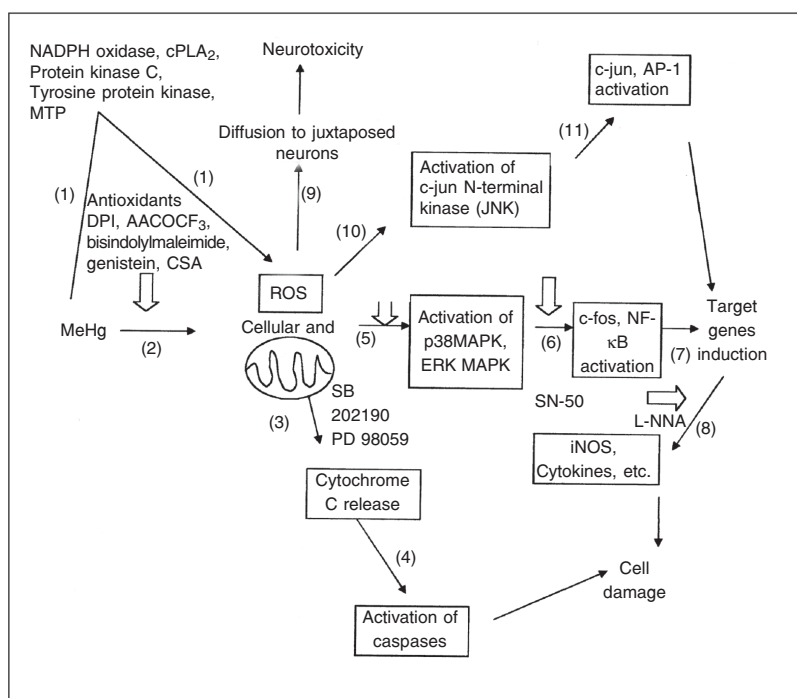 NADPH oxidase, cPLA₂,
Protein kinase C,
Tyrosine protein kinase,
MTP
Neurotoxicity
Diffusion to juxtaposed
neurons
c-jun, AP-1
activation
(11)
Activation of
c-jun N-terminal
kinase (JNK)
(1)
(1)
Antioxidants
DPI, AACOCF₃,
bisindolylmaleimide,
genistein, CSA
(9)
(10)
ROS
Cellular and
MeHg
(2)
(5)
Activation of
p38MAPK,
ERK MAPK
(6)
c-fos, NF-
κB
activation
(7)
Target
genes
induction
(3)
SB
202190
PD 98059
SN-50
L-NNA
(8)
iNOS,
Cytokines, etc.
Cytochrome
C release
(4)
Activation of
caspases
Cell
damage